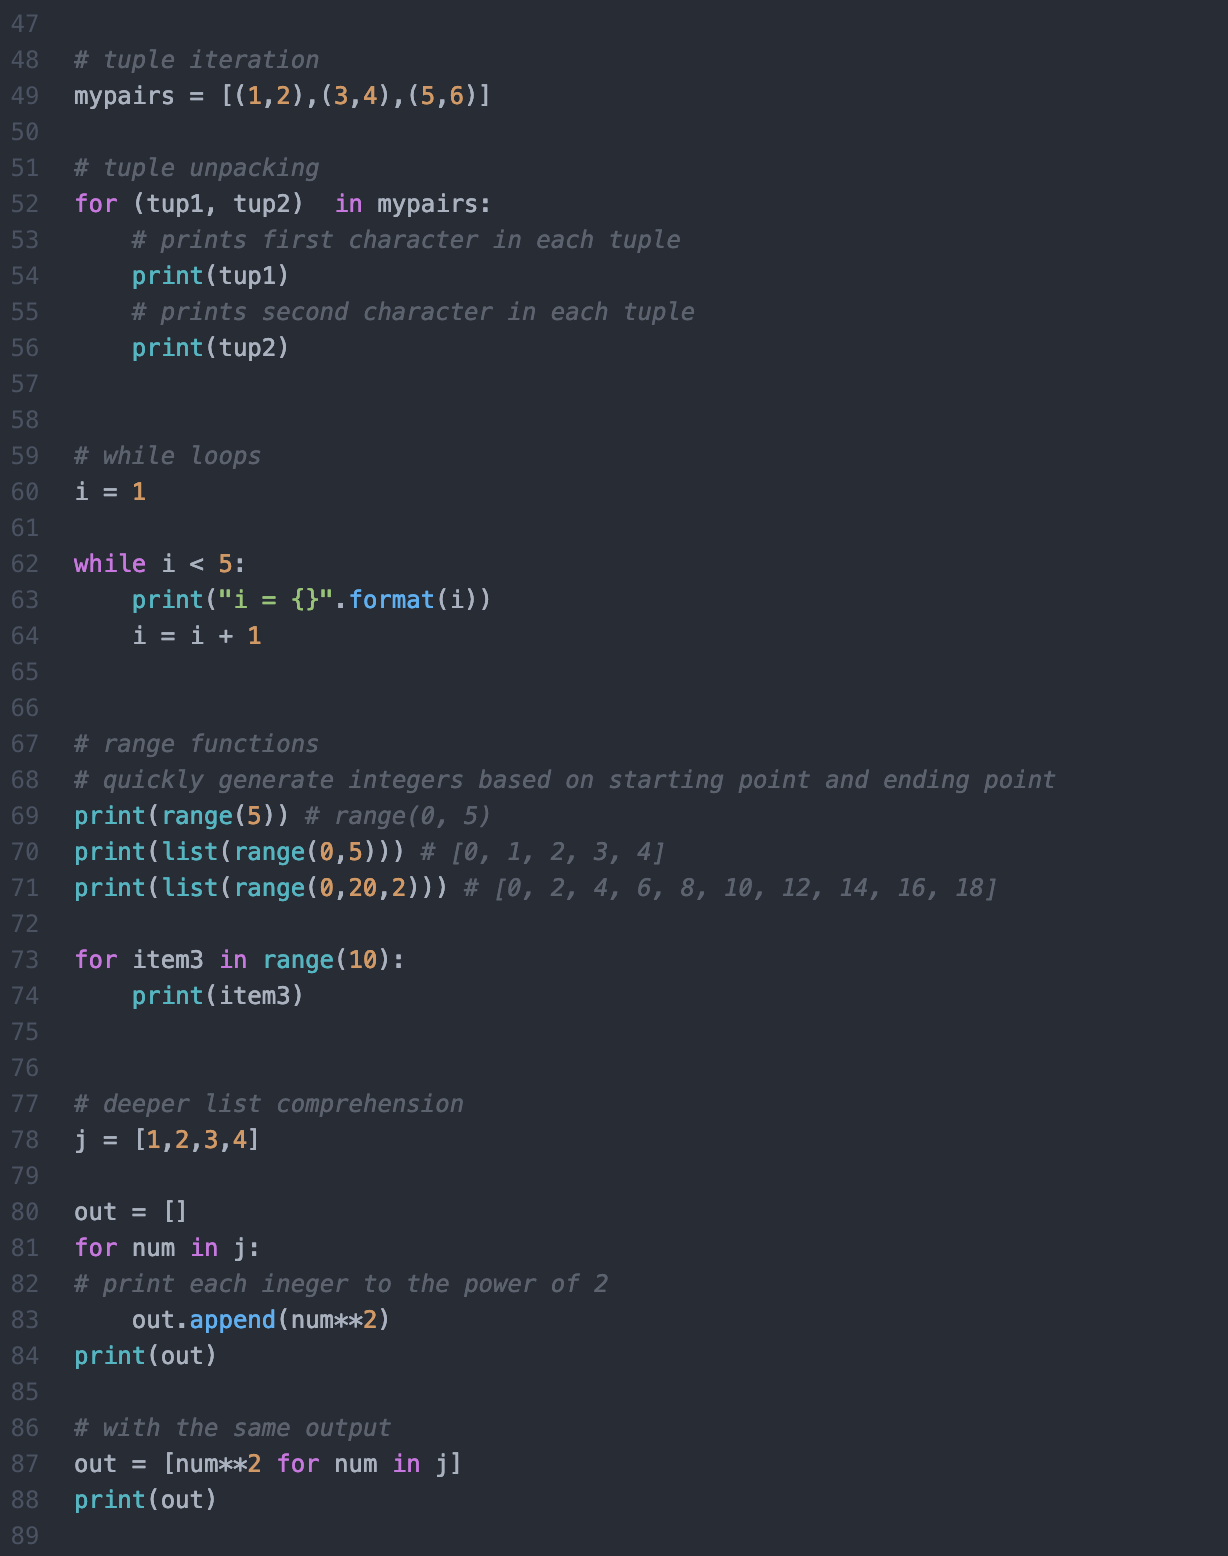 47
48 # tuple iteration
49 mypairs = [(1,2),(3,4),(5,6)]
50
51 # tuple unpacking
52 for (tup1, tup2)  in mypairs:
53     # prints first character in each tuple
54     print(tup1)
55     # prints second character in each tuple
56     print(tup2)
57
58
59 # while loops
60 i = 1
61
62 while i < 5:
63     print("i = {}".format(i))
64     i = i + 1
65
66
67 # range functions
68 # quickly generate integers based on starting point and ending point
69 print(range(5)) # range(0, 5)
70 print(list(range(0,5))) # [0, 1, 2, 3, 4]
71 print(list(range(0,20,2))) # [0, 2, 4, 6, 8, 10, 12, 14, 16, 18]
72
73 for item3 in range(10):
74     print(item3)
75
76
77 # deeper list comprehension
78 j = [1,2,3,4]
79
80 out = []
81 for num in j:
82 # print each ineger to the power of 2
83     out.append(num**2)
84 print(out)
85
86 # with the same output
87 out = [num**2 for num in j]
88 print(out)
89